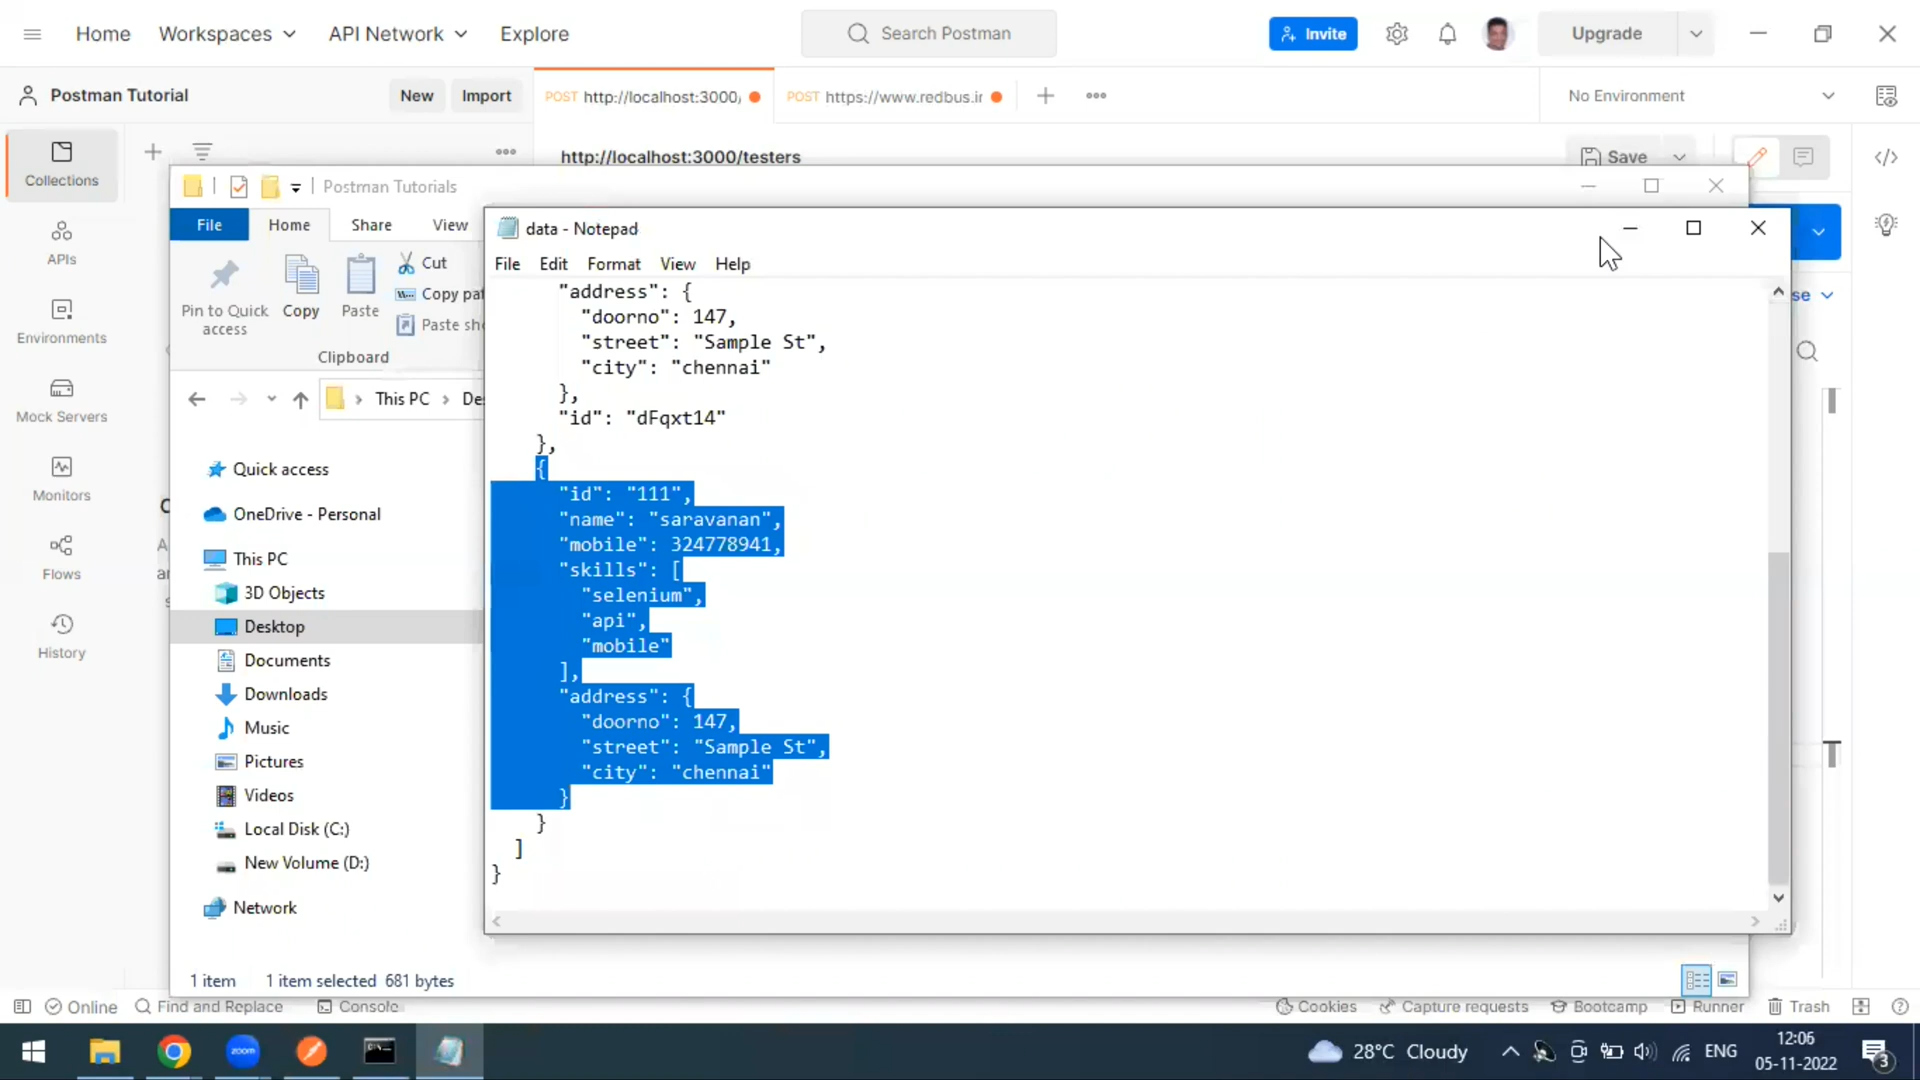 Home Workspaces API Network Explore Search Postman Invite Upgrade
Postman Tutorial New Import POST http://localhost:3000, POST https://www.redbus.ir No Environment
http://localhost:3000/testers Save
Collections
APIs
Environments
Mock Servers
Monitors
Flows
History
Postman Tutorials
File Home Share View
Pin to Quick access
Copy
Paste
Cut
Copy pat
Paste sho
Clipboard
This PC
Quick access
OneDrive - Personal
This PC
3D Objects
Desktop
Documents
Downloads
Music
Pictures
Videos
Local Disk (C:)
New Volume (D:)
Network
1 item 1 item selected 681 bytes
data - Notepad
File Edit Format View Help
"address": {
"doorno": 147,
"street": "Sample St",
"city": "chennai"
},
"id": "dFqxt14"
},
{
"id": "111",
"name": "saravanan",
"mobile": 324778941,
"skills": [
"selenium",
"api",
"mobile"
],
"address": {
"doorno": 147,
"street": "Sample St",
"city": "chennai"
}
}
]
}
Online Find and Replace Console Cookies Capture requests Bootcamp Runner Trash
zoom 28°C Cloudy ENG 12:06
05-11-2022 3